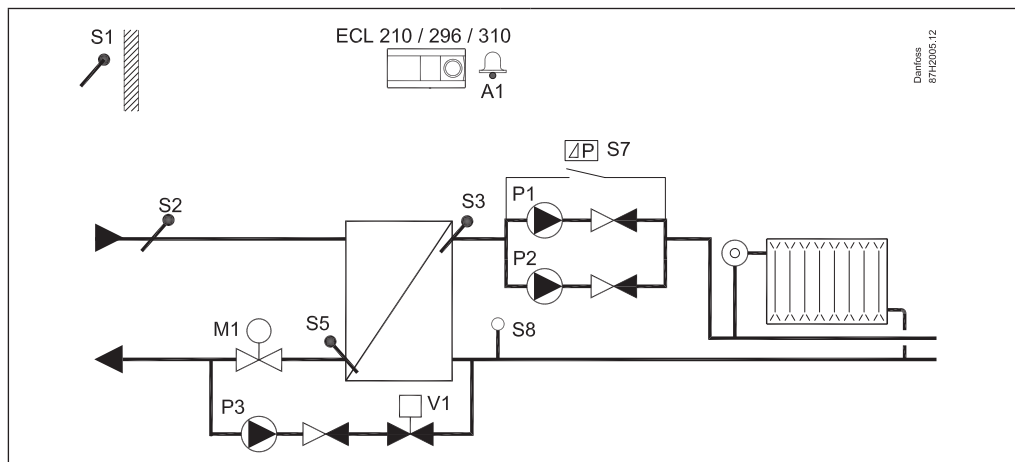 S1
ECL 210 / 296 / 310
A1
Danfoss
87H2005.12
⊿P S7
P1
S2
S3
P2
M1
S5
S8
P3
V1